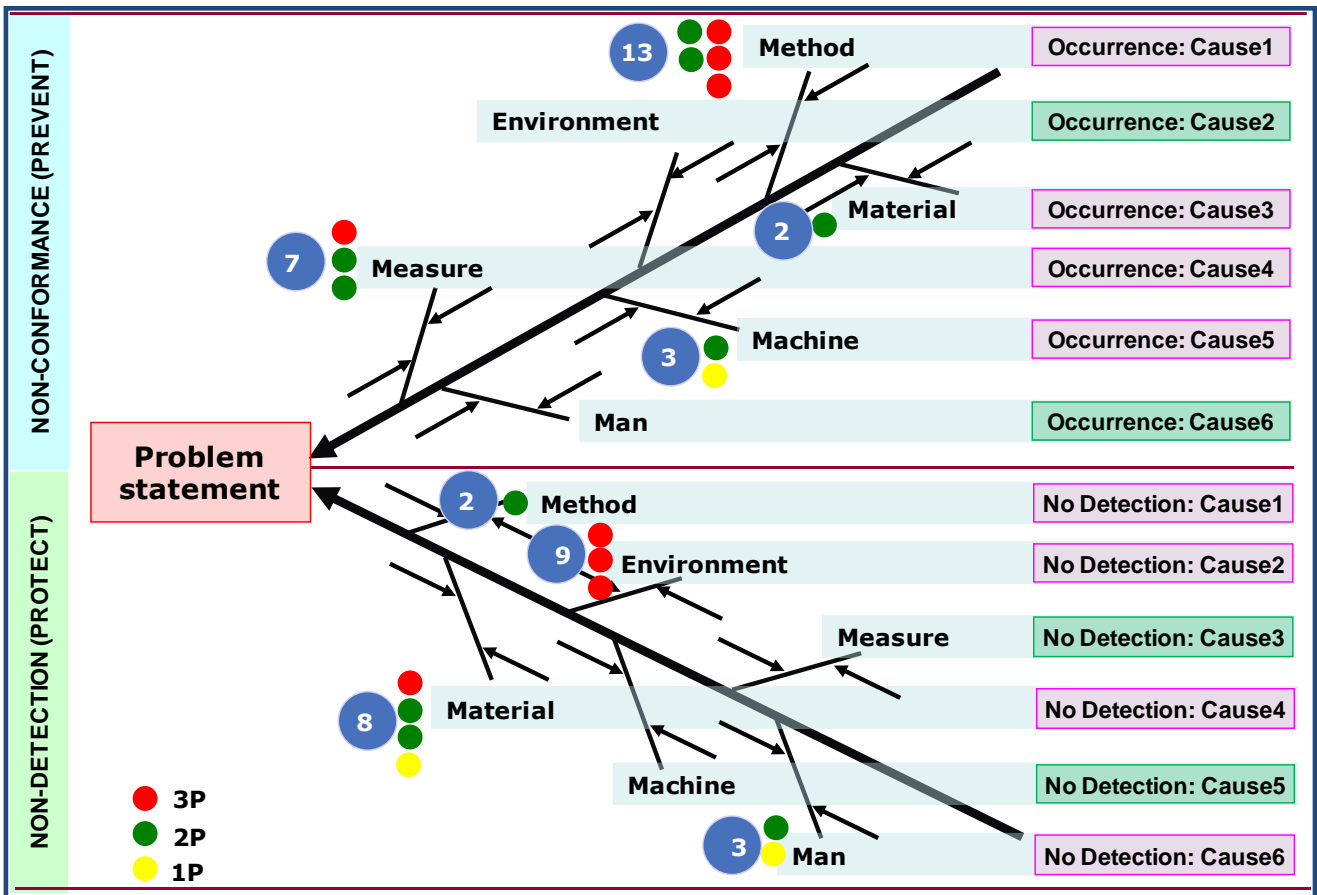 NON-CONFORMANCE (PREVENT)
13
Method
Occurrence: Cause1
Environment
Occurrence: Cause2
2
Material
Occurrence: Cause3
7
Measure
Occurrence: Cause4
3
Machine
Occurrence: Cause5
Man
Occurrence: Cause6
Problem
statement
NON-DETECTION (PROTECT)
2
Method
No Detection: Cause1
9
Environment
No Detection: Cause2
Measure
No Detection: Cause3
8
Material
No Detection: Cause4
Machine
No Detection: Cause5
3
Man
No Detection: Cause6
3P
2P
1P